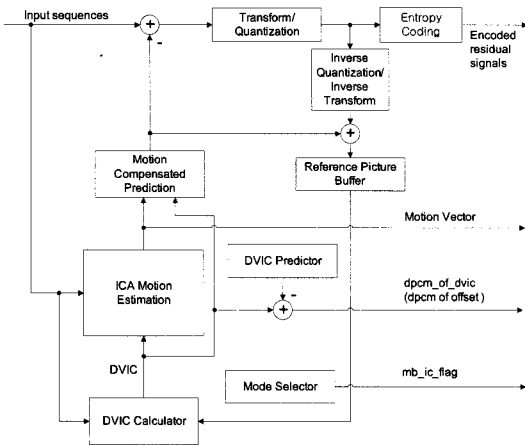 Input sequences
+
-
Transform/
Quantization
Entropy
Coding
Encoded
residual
signals
Inverse
Quantization/
Inverse
Transform
+
Motion
Compensated
Prediction
Reference Picture
Buffer
Motion Vector
DVIC Predictor
ICA Motion
Estimation
-
+
dpcm_of_dvic
(dpcm of offset )
DVIC
Mode Selector
mb_ic_flag
DVIC Calculator